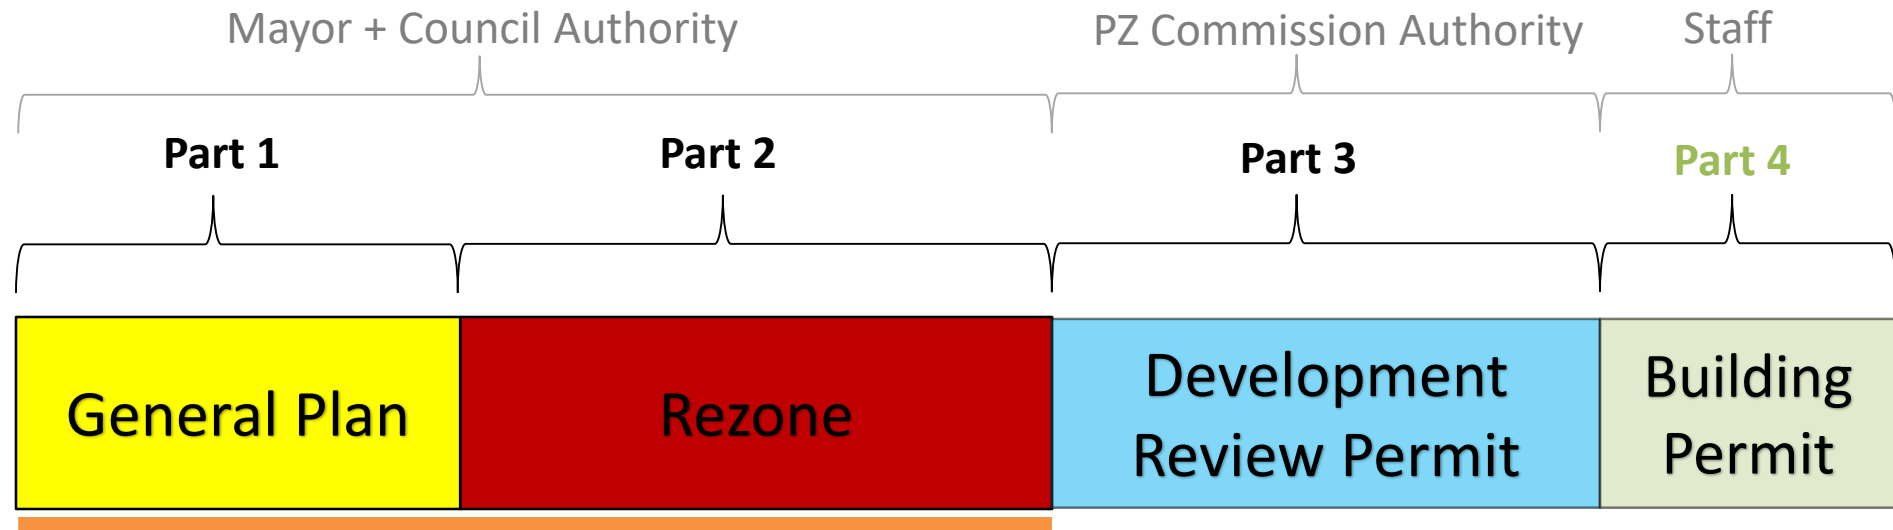 Mayor + Council Authority
PZ Commission Authority
Staff
Part 1
Part 2
Part 3
Part 4
General Plan
Rezone
Development
Review Permit
Building
Permit